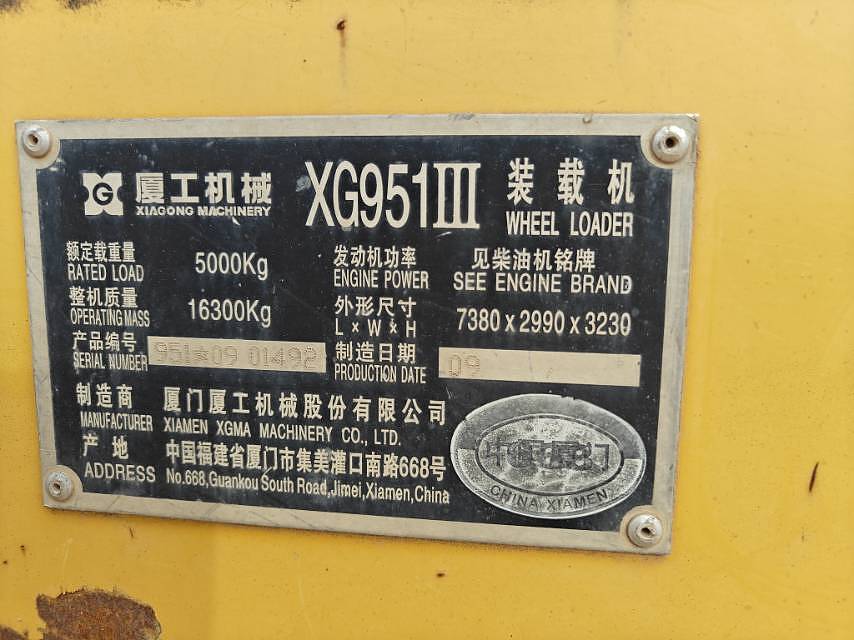 G 厦工机械 XG951III 装载机
XIAGONG MACHINERY WHEEL LOADER
额定载重量 5000Kg 发动机功率 见柴油机铭牌
RATED LOAD ENGINE POWER SEE ENGINE BRAND
整机质量 16300Kg 外形尺寸 7380x2990x3230
OPERATING MASS L×W×H
产品编号 951*09 01492 制造日期 09
SERIAL NUMBER PRODUCTION DATE
制造商 厦门厦工机械股份有限公司
MANUFACTURER XIAMEN XGMA MACHINERY CO., LTD.
产地 中国福建省厦门市集美灌口南路668号
ADDRESS No.668,Guankou South Road,Jimei,Xiamen,China
中国厦门
CHINA XIAMEN